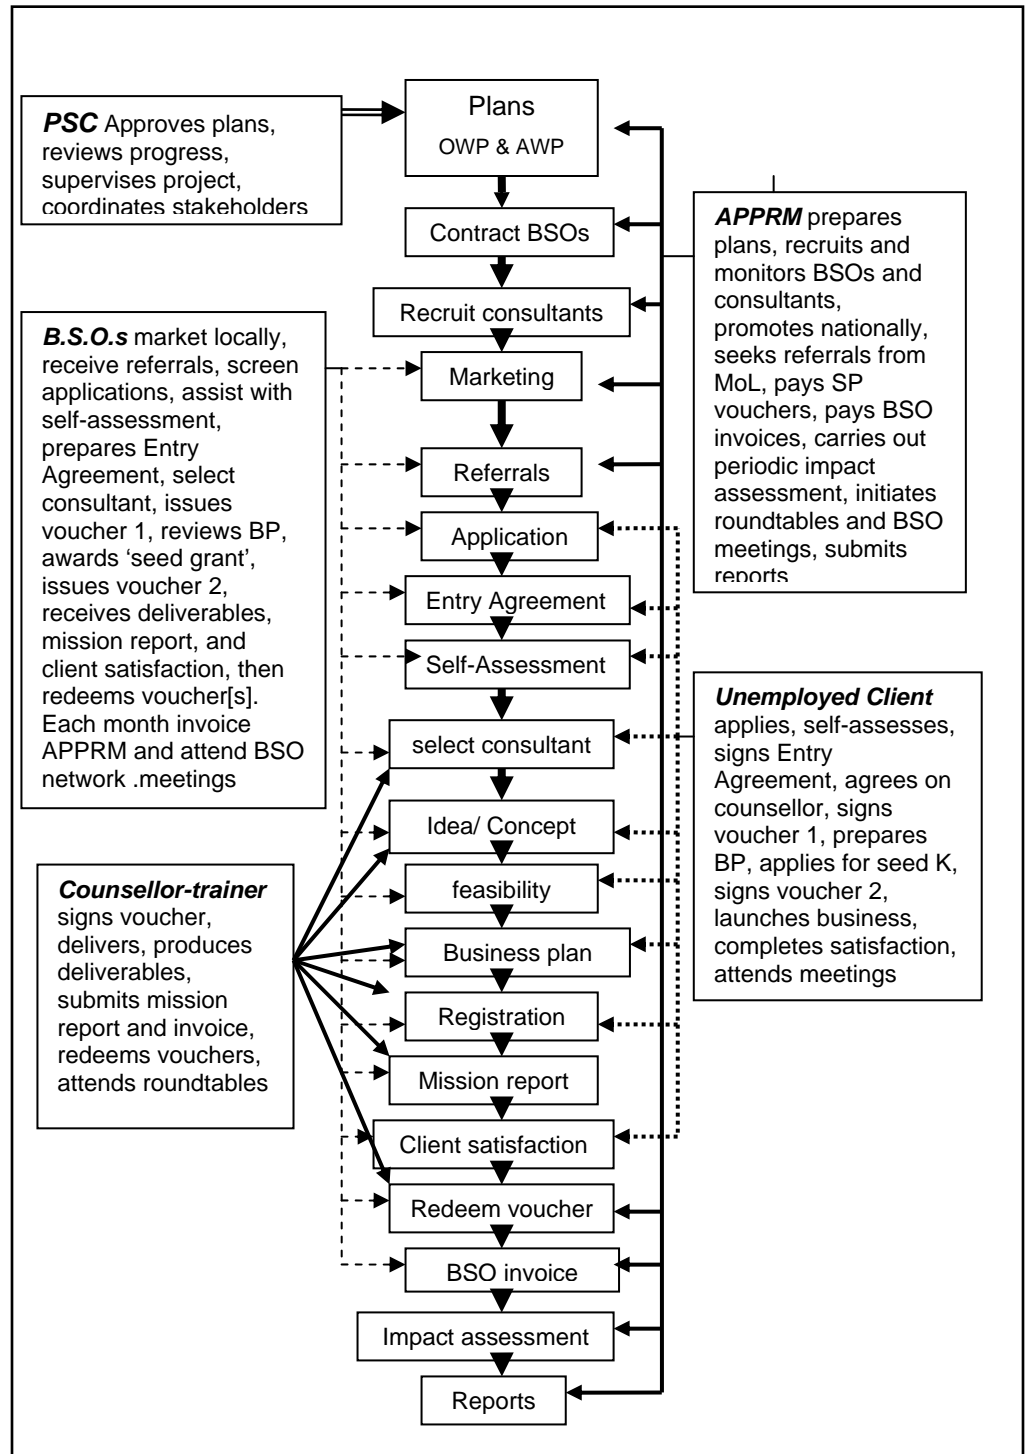 Plans
OWP & AWP
PSC Approves plans,
reviews progress,
supervises project,
coordinates stakeholders
Contract BSOs
Recruit consultants
Marketing
Referrals
Application
Entry Agreement
Self-Assessment
select consultant
Idea/ Concept
feasibility
Business plan
Registration
Mission report
Client satisfaction
Redeem voucher
BSO invoice
Impact assessment
Reports
B.S.O.s market locally,
receive referrals, screen
applications, assist with
self-assessment,
prepares Entry
Agreement, select
consultant, issues
voucher 1, reviews BP,
awards ‘seed grant’,
issues voucher 2,
receives deliverables,
mission report, and
client satisfaction, then
redeems voucher[s].
Each month invoice
APPRM and attend BSO
network .meetings
Counsellor-trainer
signs voucher,
delivers, produces
deliverables,
submits mission
report and invoice,
redeems vouchers,
attends roundtables
APPRM prepares
plans, recruits and
monitors BSOs and
consultants,
promotes nationally,
seeks referrals from
MoL, pays SP
vouchers, pays BSO
invoices, carries out
periodic impact
assessment, initiates
roundtables and BSO
meetings, submits
reports
Unemployed Client
applies, self-assesses,
signs Entry
Agreement, agrees on
counsellor, signs
voucher 1, prepares
BP, applies for seed K,
signs voucher 2,
launches business,
completes satisfaction,
attends meetings